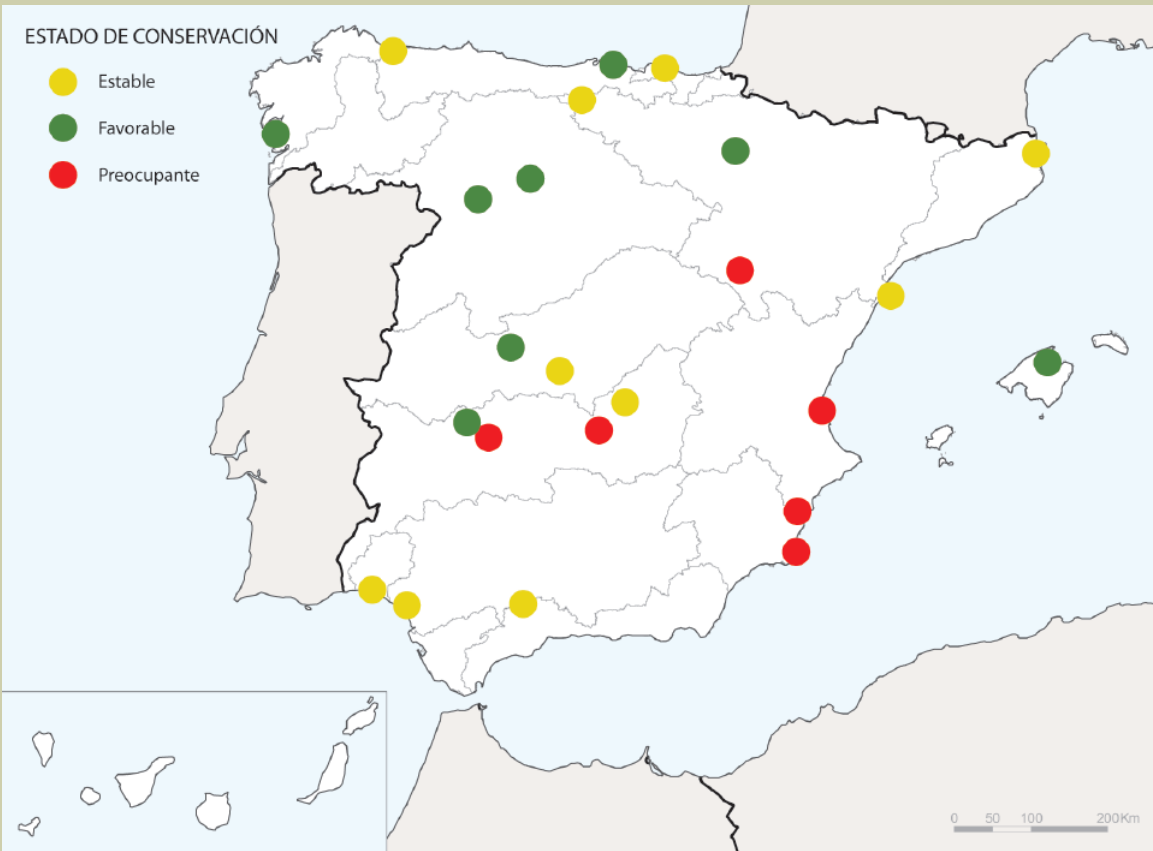 ESTADO DE CONSERVACIÓN
Estable
Favorable
Preocupante
0 50 100 200Km